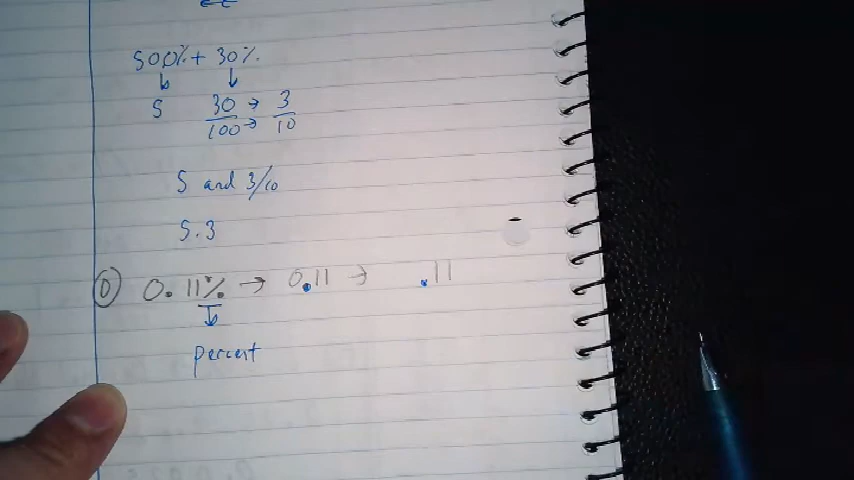 500% + 30%
↓ ↓
5 30/100 → 3/10
5 and 3/10
5.3
D 0.11% → 0.11 → .11
↓
percent